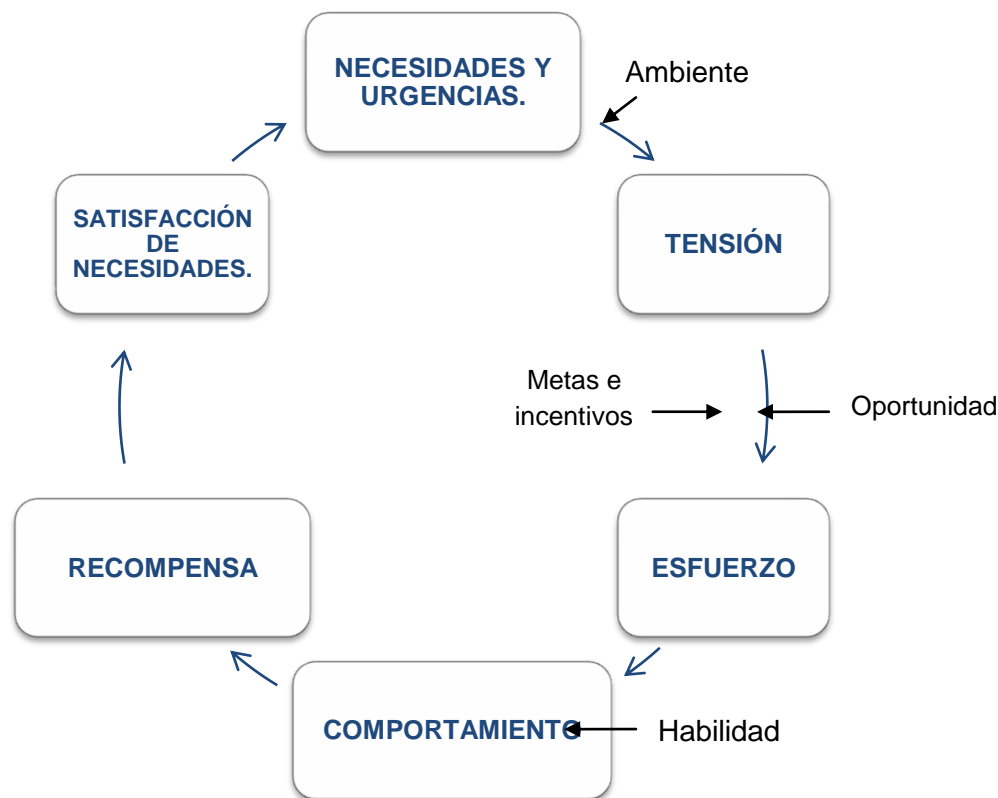 NECESIDADES Y
URGENCIAS.
Ambiente
TENSIÓN
Metas e
incentivos
Oportunidad
ESFUERZO
COMPORTAMIENTO
Habilidad
RECOMPENSA
SATISFACCIÓN
DE
NECESIDADES.